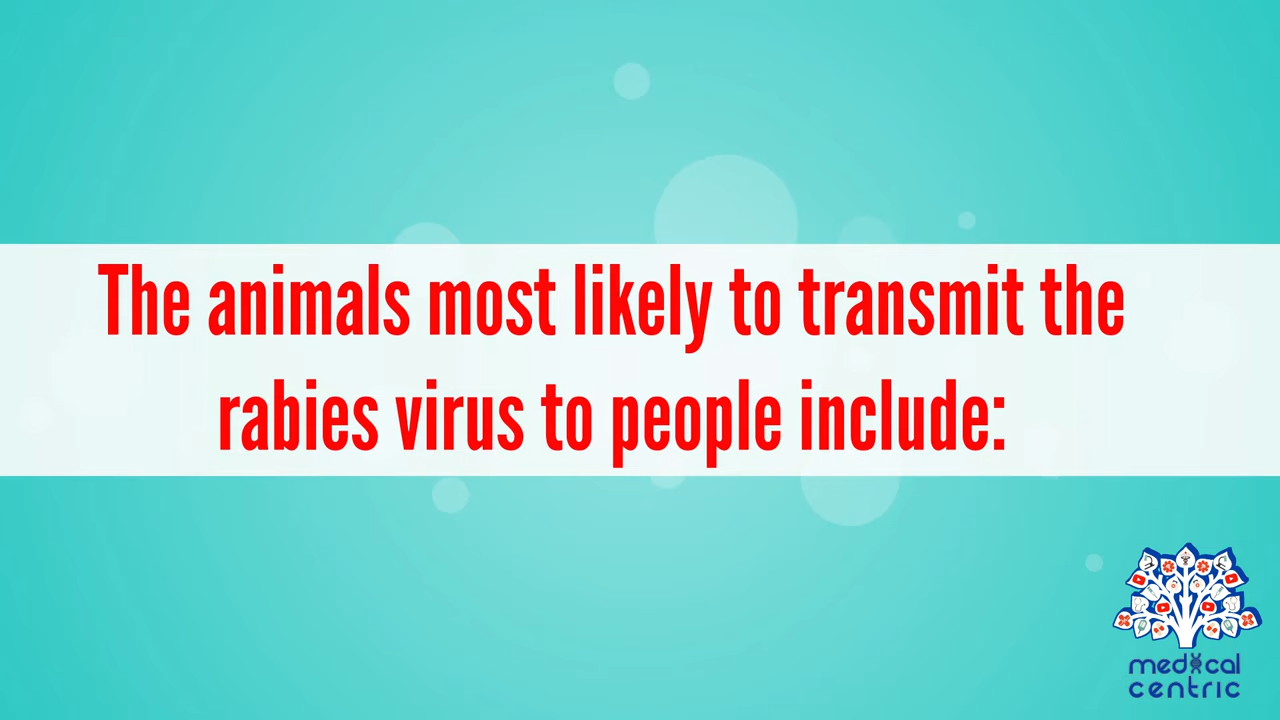 The animals most likely to transmit the
rabies virus to people include:
medical
centric